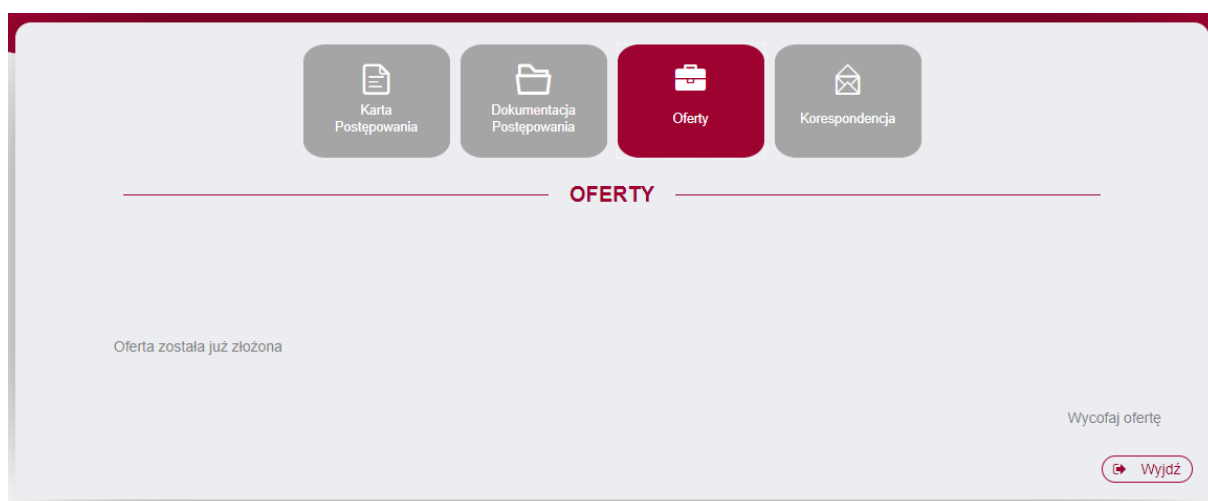 Karta
Postępowania
Dokumentacja
Postępowania
Oferty
Korespondencja
OFERTY
Oferta została już złożona
Wycofaj ofertę
Wyjdź